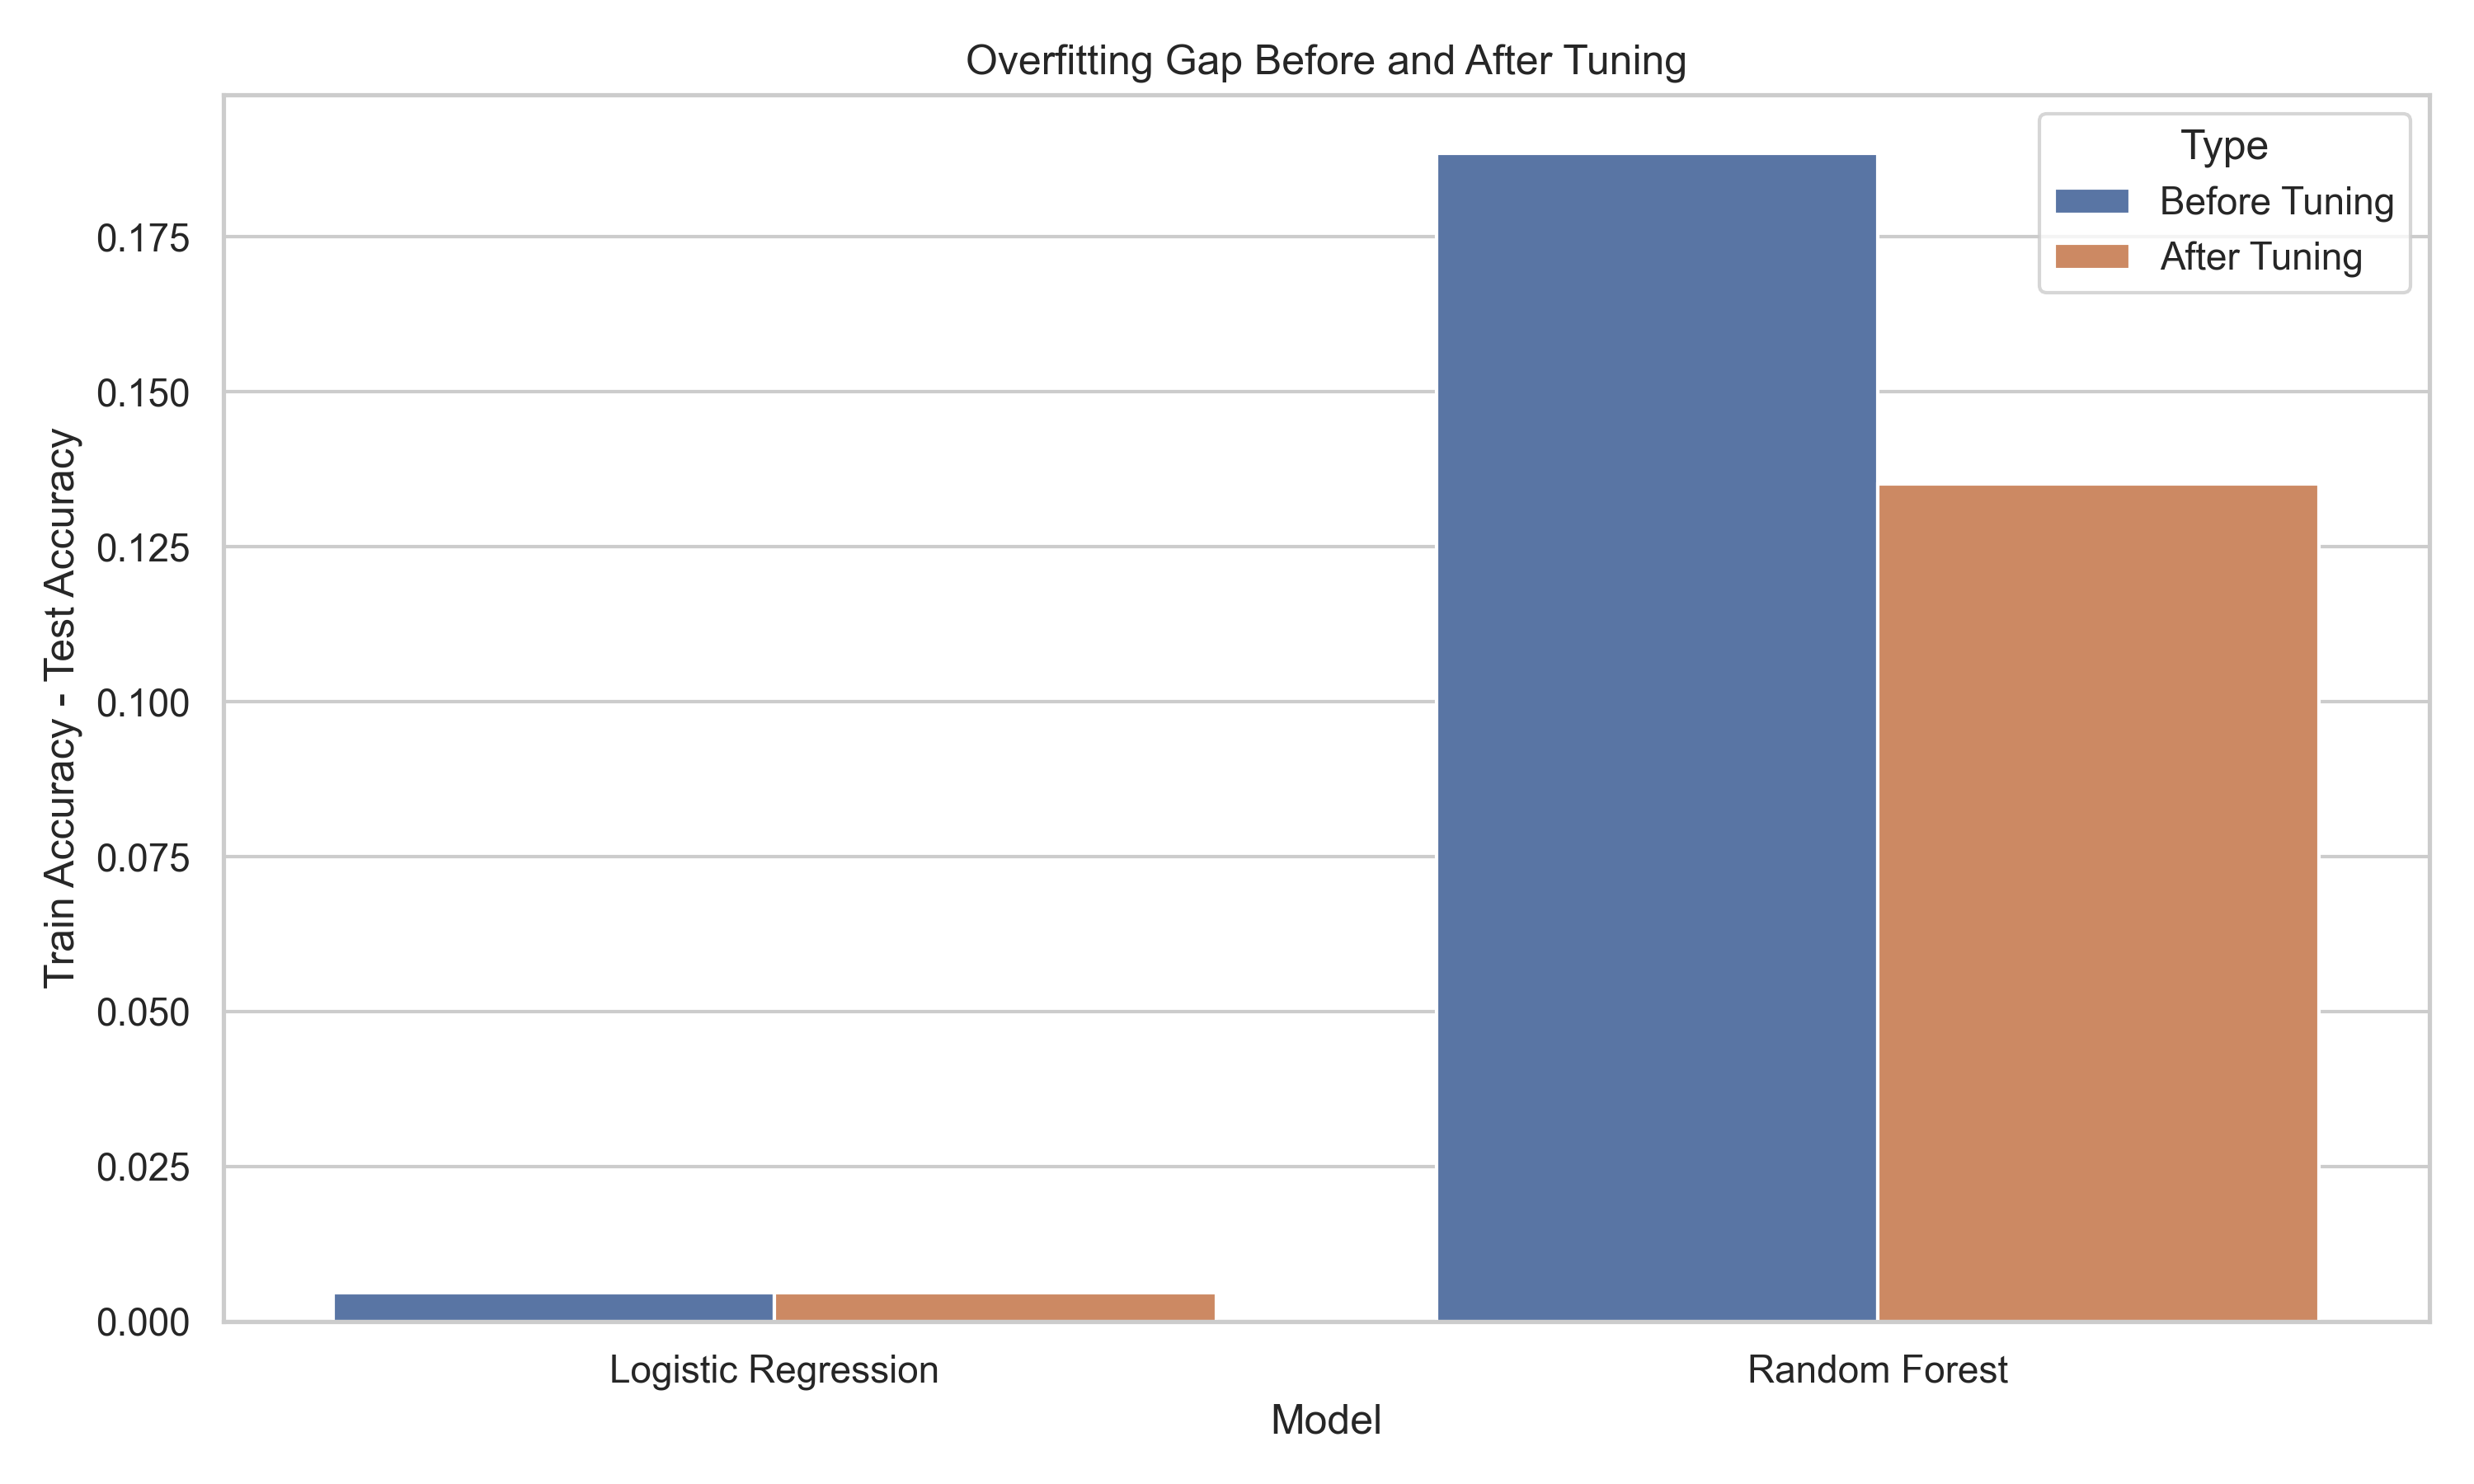 Overfitting Gap Before and After Tuning
Type
Before Tuning
After Tuning
Train Accuracy - Test Accuracy
0.175
0.150
0.125
0.100
0.075
0.050
0.025
0.000
Logistic Regression
Random Forest
Model